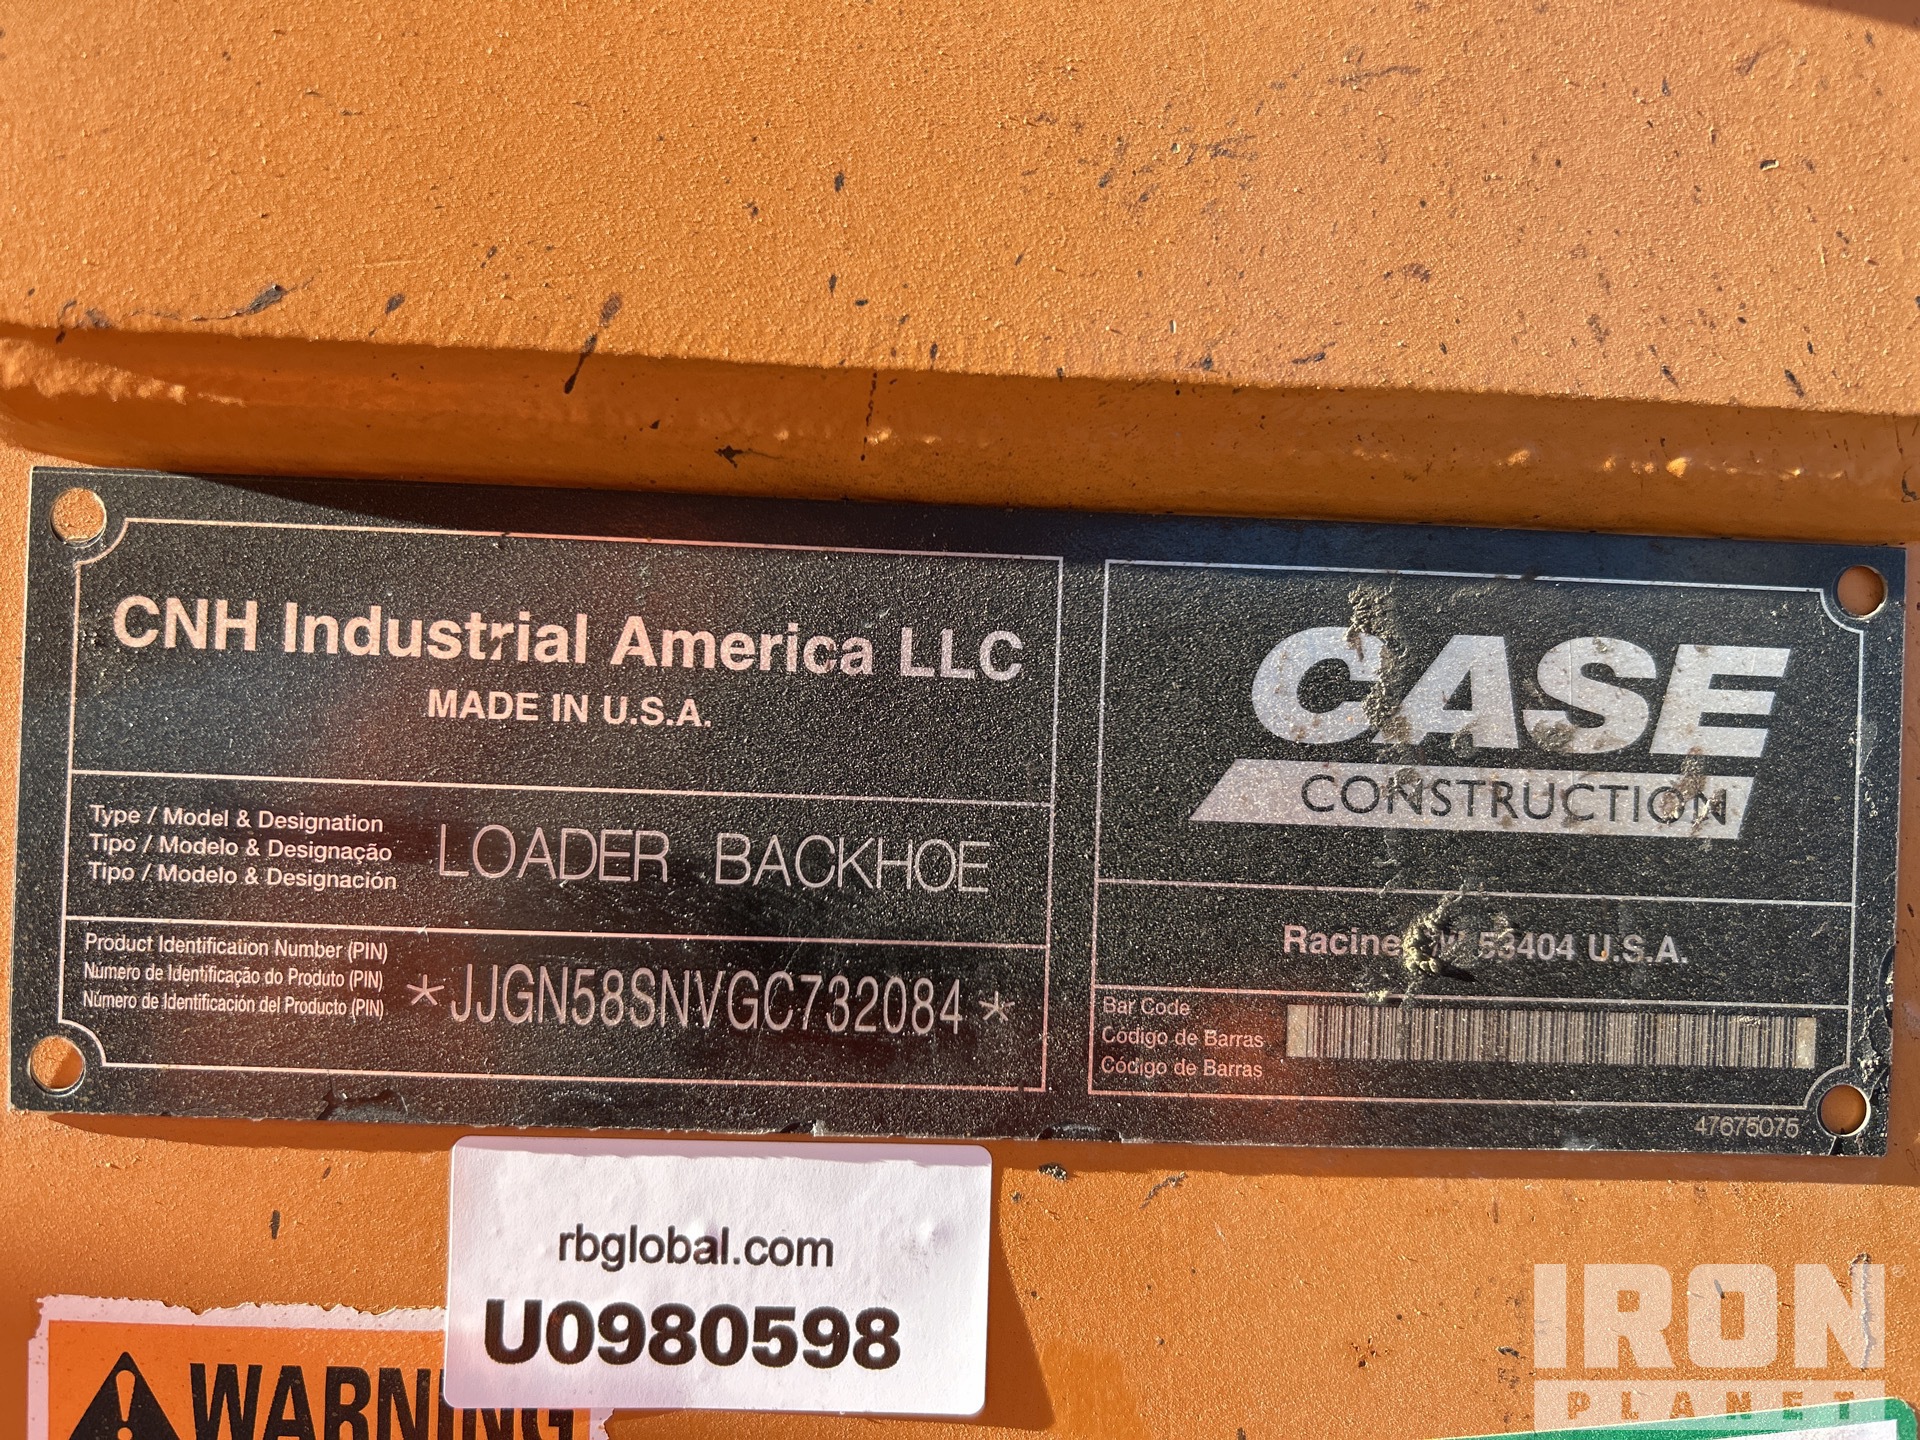 CNH Industrial America LLC
MADE IN U.S.A.
Type / Model & Designation
Tipo / Modelo & Designação
Tipo / Modelo & Designación
LOADER BACKHOE
Product Identification Number (PIN)
Numero de Identificação do Produto (PIN)
Número de Identificación del Producto (PIN)
*JJGN58SNVGC732084*
CASE
CONSTRUCTION
Racine 53404 U.S.A.
Bar Code
Código de Barras
Código de Barras
47675075
rbglobal.com
U0980598
WARNING
IRON
PLANET